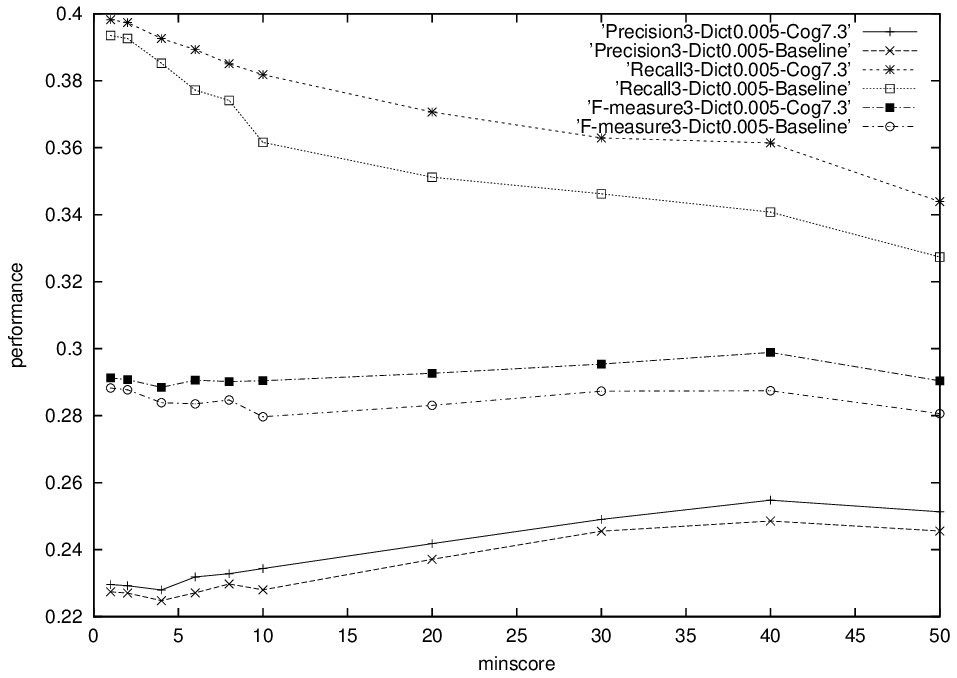 0.4
0.38
0.36
0.34
0.32
0.3
0.28
0.26
0.24
0.22
performance
'Precision3-Dict0.005-Cog7.3'
'Precision3-Dict0.005-Baseline'
'Recall3-Dict0.005-Cog7.3'
'Recall3-Dict0.005-Baseline'
'F-measure3-Dict0.005-Cog7.3'
'F-measure3-Dict0.005-Baseline'
0 5 10 15 20 25 30 35 40 45 50
minscore